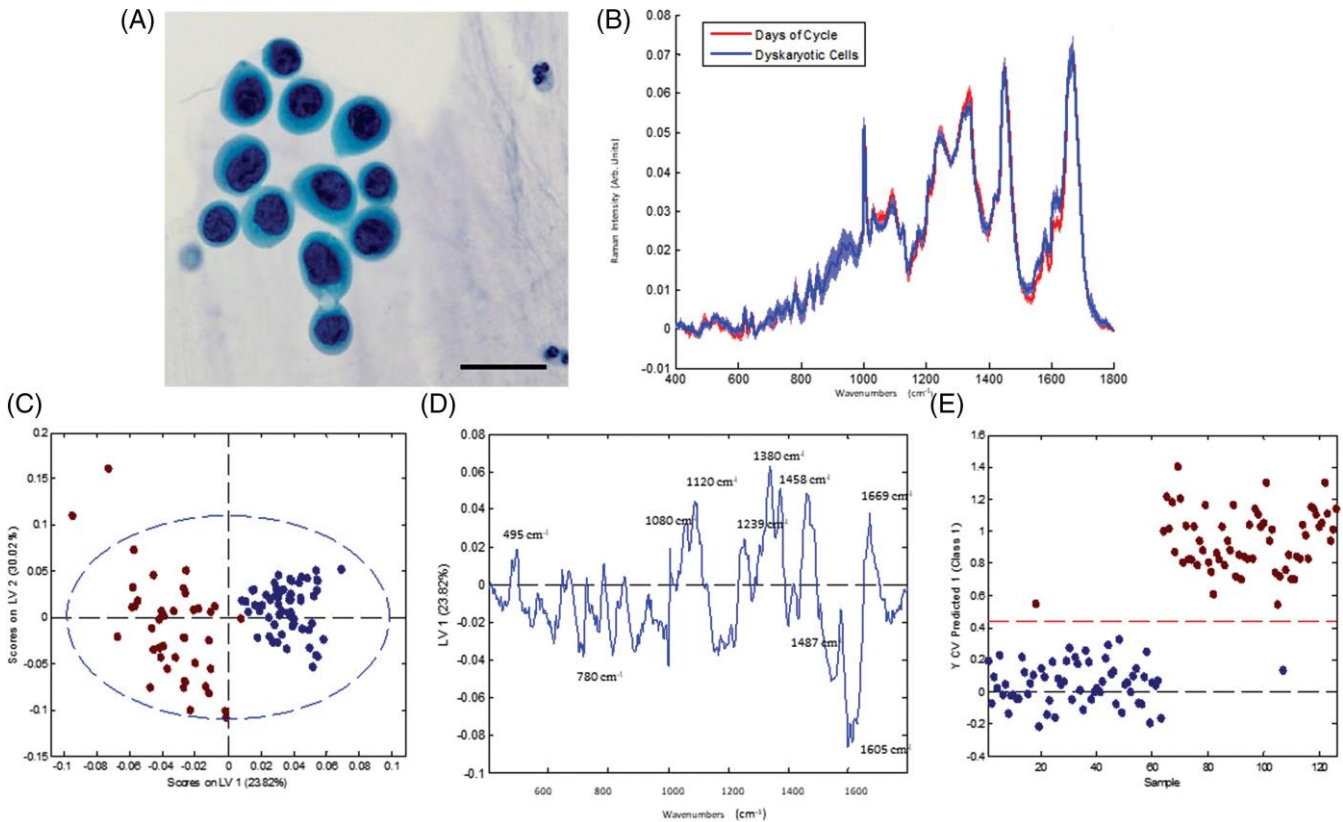 (A)
(B)
Days of Cycle
Dyskaryotic Cells
Raman Intensity (Arb. Units)
0.08
0.07
0.06
0.05
0.04
0.03
0.02
0.01
0
-0.01
400 600 800 1000 1200 1400 1600 1800
Wavenumbers (cm⁻¹)
(C)
Scores on LV 2 (30.02%)
0.2
0.15
0.1
0.05
0
-0.05
-0.1
-0.15
-0.1 -0.08 -0.06 -0.04 -0.02 0 0.02 0.04 0.06 0.08 0.1
Scores on LV 1 (23.82%)
(D)
LV 1 (23.82%)
0.08
0.06
0.04
0.02
0
-0.02
-0.04
-0.06
-0.08
-0.1
495 cm⁻¹
780 cm⁻¹
1080 cm⁻¹
1120 cm⁻¹
1239 cm⁻¹
1380 cm⁻¹
1458 cm⁻¹
1487 cm⁻¹
1605 cm⁻¹
1669 cm⁻¹
600 800 1000 1200 1400 1600
Wavenumbers (cm⁻¹)
(E)
Y CV Predicted 1 (Class 1)
1.6
1.4
1.2
1
0.8
0.6
0.4
0.2
0
-0.2
-0.4
20 40 60 80 100 120
Sample